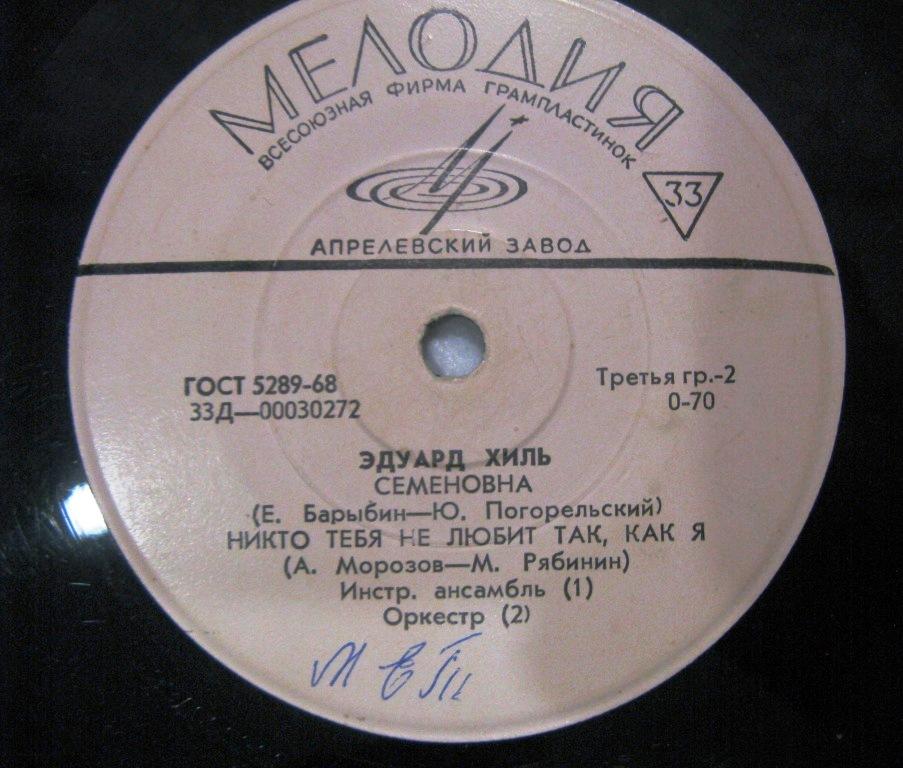 МЕЛОДИЯ
ВСЕСОЮЗНАЯ ФИРМА ГРАМПЛАСТИНОК
33
АПРЕЛЕВСКИЙ ЗАВОД
ГОСТ 5289-68
33Д—00030272
Третья гр.-2
0-70
ЭДУАРД ХИЛЬ
СЕМЕНОВНА
(Е. Барыбин—Ю. Погорельский)
НИКТО ТЕБЯ НЕ ЛЮБИТ ТАК, КАК Я
(А. Морозов—М. Рябинин)
Инстр. ансамбль (1)
Оркестр (2)